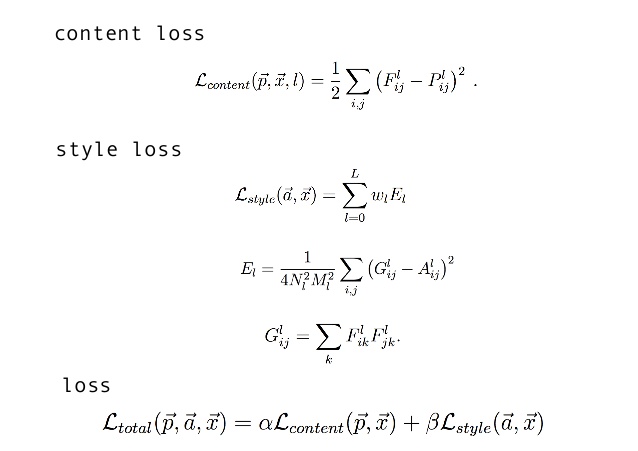 content loss
$\mathcal{L}_{content}(\vec{p}, \vec{x}, l) = \frac{1}{2} \sum_{i,j} \left( F_{ij}^l - P_{ij}^l \right)^2 .$
style loss
$\mathcal{L}_{style}(\vec{a}, \vec{x}) = \sum_{l=0}^{L} w_l E_l$
$E_l = \frac{1}{4N_l^2 M_l^2} \sum_{i,j} \left( G_{ij}^l - A_{ij}^l \right)^2$
$G_{ij}^l = \sum_k F_{ik}^l F_{jk}^l .$
loss
$\mathcal{L}_{total}(\vec{p}, \vec{a}, \vec{x}) = \alpha \mathcal{L}_{content}(\vec{p}, \vec{x}) + \beta \mathcal{L}_{style}(\vec{a}, \vec{x})$